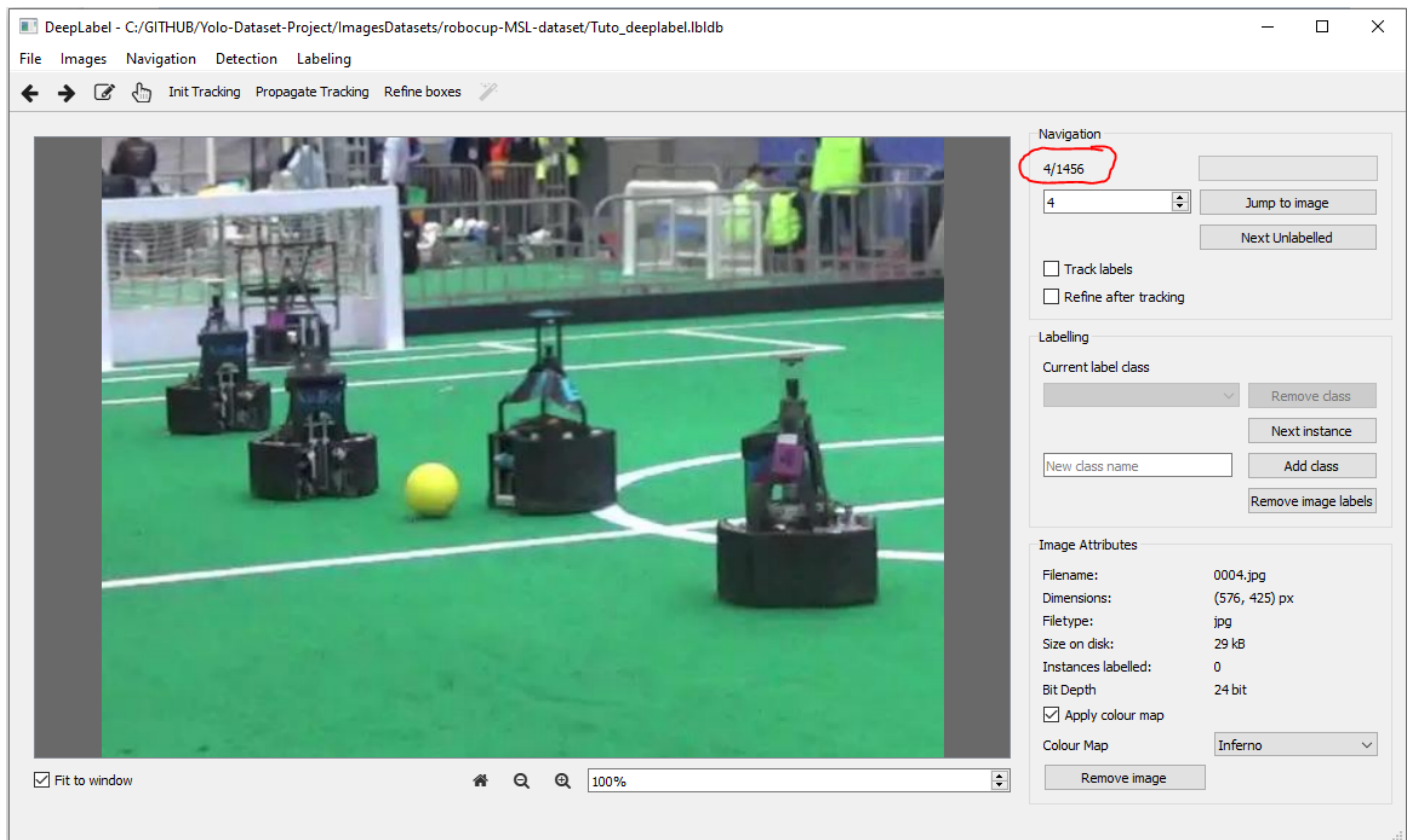 DeepLabel - C:/GITHUB/Yolo-Dataset-Project/ImagesDatasets/robocup-MSL-dataset/Tuto_deeplabel.lbldb
File Images Navigation Detection Labeling
Init Tracking Propagate Tracking Refine boxes
Navigation
4/1456
4 Jump to image
Next Unlabelled
Track labels
Refine after tracking
Labelling
Current label class
Remove class
Next instance
New class name Add class
Remove image labels
Image Attributes
Filename: 0004.jpg
Dimensions: (576, 425) px
Filetype: jpg
Size on disk: 29 kB
Instances labelled: 0
Bit Depth 24 bit
Apply colour map
Colour Map Inferno
Remove image
Fit to window 100%